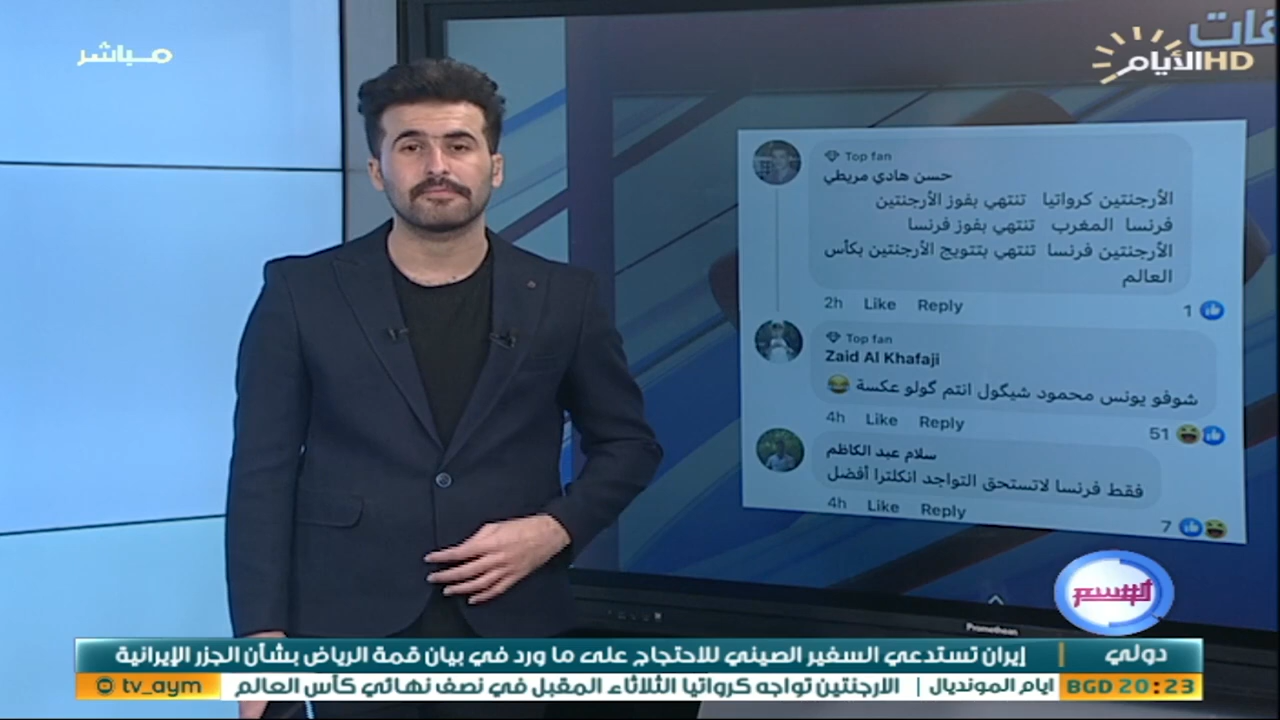 مباشر
فات
الأيام HD
Top fan
حسن هادي مريطي
الأرجنتين كرواتيا تنتهي بفوز الأرجنتين
فرنسا المغرب تنتهي بفوز فرنسا
الأرجنتين فرنسا تنتهي بتتويج الأرجنتين بكأس
العالم
2h Like Reply 1
Top fan
Zaid Al Khafaji
شوفو يونس محمود شيگول انتم گولو عكسة 😂
4h Like Reply 51
سلام عبد الكاظم
فقط فرنسا لاتستحق التواجد انكلترا أفضل
4h Like Reply 7
Promethean
دولي | إيران تستدعي السفير الصيني للاحتجاج على ما ورد في بيان قمة الرياض بشأن الجزر الإيرانية
BGD 20:23 ايام المونديال | الارجنتين تواجه كرواتيا الثلاثاء المقبل في نصف نهائي كأس العالم tv_aym